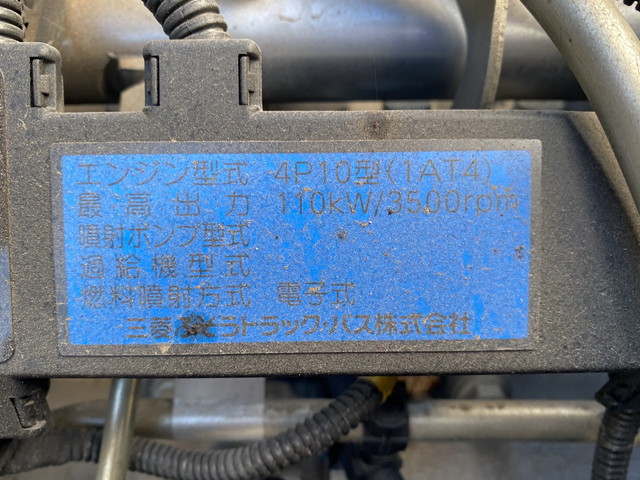 エンジン型式 4P10型(1AT4)
最高出力 110kW/3500rpm
噴射ポンプ型式
過給機型式
燃料噴射方式 電子式
三菱ふそうトラック・バス株式会社